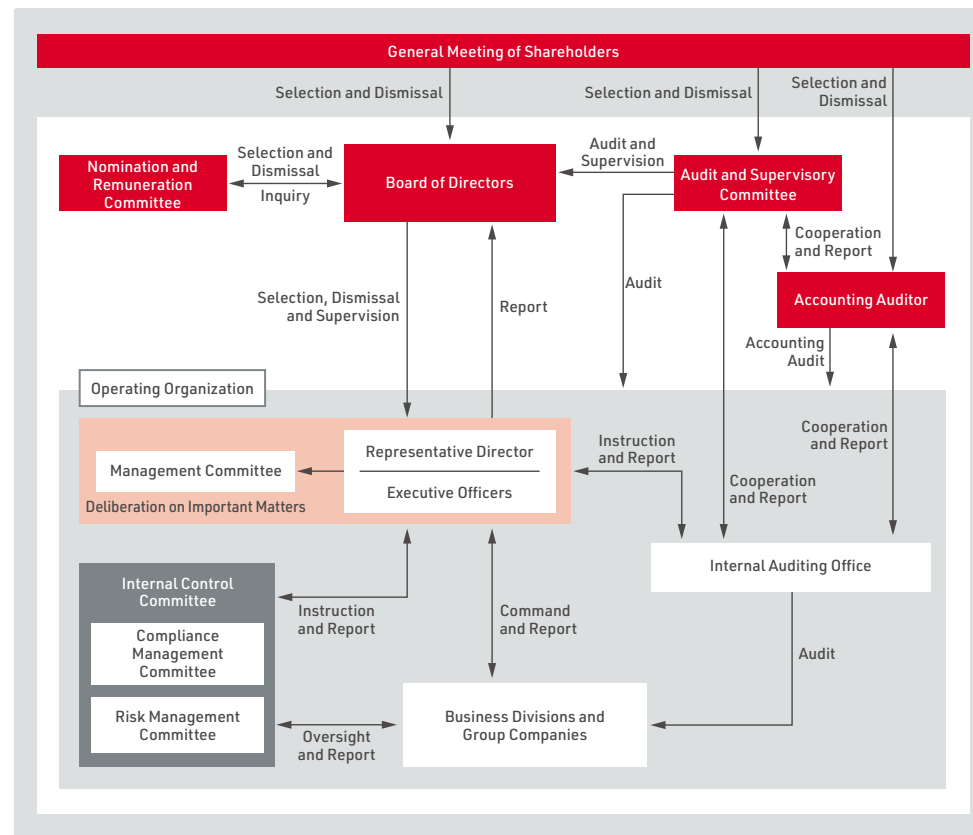 General Meeting of Shareholders
Selection and Dismissal
Selection and Dismissal
Selection and
Dismissal
Nomination and
Remuneration
Committee
Selection and
Dismissal
Inquiry
Board of Directors
Audit and
Supervision
Audit and Supervisory
Committee
Cooperation
and Report
Selection, Dismissal
and Supervision
Report
Audit
Accounting Auditor
Accounting
Audit
Operating Organization
Management Committee
Deliberation on Important Matters
Representative Director
Executive Officers
Instruction
and Report
Cooperation
and Report
Cooperation
and Report
Internal Auditing Office
Internal Control
Committee
Compliance
Management
Committee
Risk Management
Committee
Instruction
and Report
Command
and Report
Audit
Oversight
and Report
Business Divisions and
Group Companies